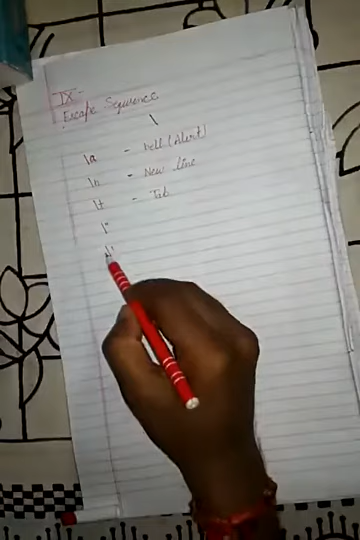 IX
Escape Sequence
\
\a - bell (Alert)
\n - New line
\t - Tab
\"
\'